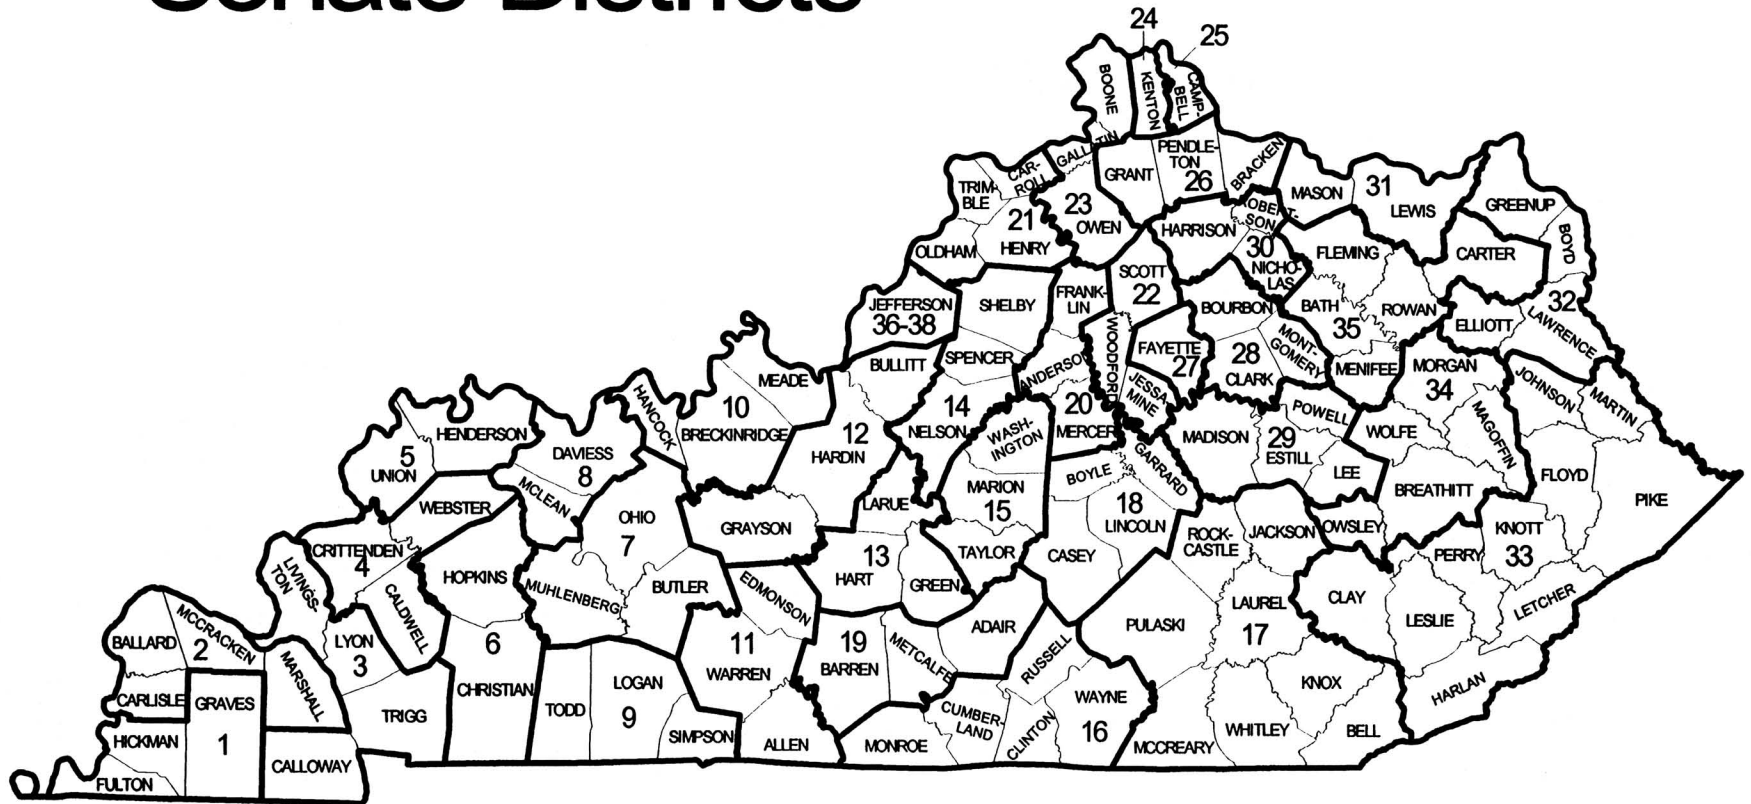 Senate Districts
24
25
BOONE
KENTON
CAMP-
BELL
GALLATIN
CAR-
ROLL
TRIM-
BLE
GRANT
PENDLE-
TON
26
BRACKEN
MASON
31
LEWIS
GREENUP
BOYD
23
OWEN
21
HENRY
OLDHAM
HARRISON
ROBERT-
SON
30
NICHO-
LAS
FLEMING
CARTER
JEFFERSON
36-38
SHELBY
FRANK-
LIN
SCOTT
22
BOURBON
BATH
35
ROWAN
ELLIOTT
32
LAWRENCE
BULLITT
SPENCER
ANDERSON
WOODFORD
FAYETTE
27
28
CLARK
MONT-
GOMERY
MENIFEE
MORGAN
34
JOHNSON
MARTIN
MEADE
10
BRECKINRIDGE
HANCOCK
12
HARDIN
14
NELSON
WASH-
INGTON
20
MERCER
JESSA-
MINE
MADISON
POWELL
29
ESTILL
LEE
WOLFE
MAGOFFIN
FLOYD
PIKE
HENDERSON
5
UNION
DAVIESS
8
MCLEAN
WEBSTER
OHIO
7
GRAYSON
LARUE
MARION
15
BOYLE
GARRARD
18
LINCOLN
BREATHITT
ROCK-
CASTLE
JACKSON
OWSLEY
KNOTT
33
PERRY
CRITTENDEN
4
LIVINGS-
TON
HOPKINS
CALDWELL
MUHLENBERG
BUTLER
EDMONSON
13
HART
GREEN
TAYLOR
CASEY
PULASKI
LAUREL
17
CLAY
LESLIE
LETCHER
BALLARD
MCCRACKEN
2
LYON
3
6
CHRISTIAN
11
WARREN
19
BARREN
METCALFE
ADAIR
RUSSELL
KNOX
HARLAN
CARLISLE
GRAVES
1
MARSHALL
TRIGG
TODD
LOGAN
9
SIMPSON
ALLEN
MONROE
CUMBER-
LAND
CLINTON
WAYNE
16
MCCREARY
WHITLEY
BELL
HICKMAN
FULTON
CALLOWAY